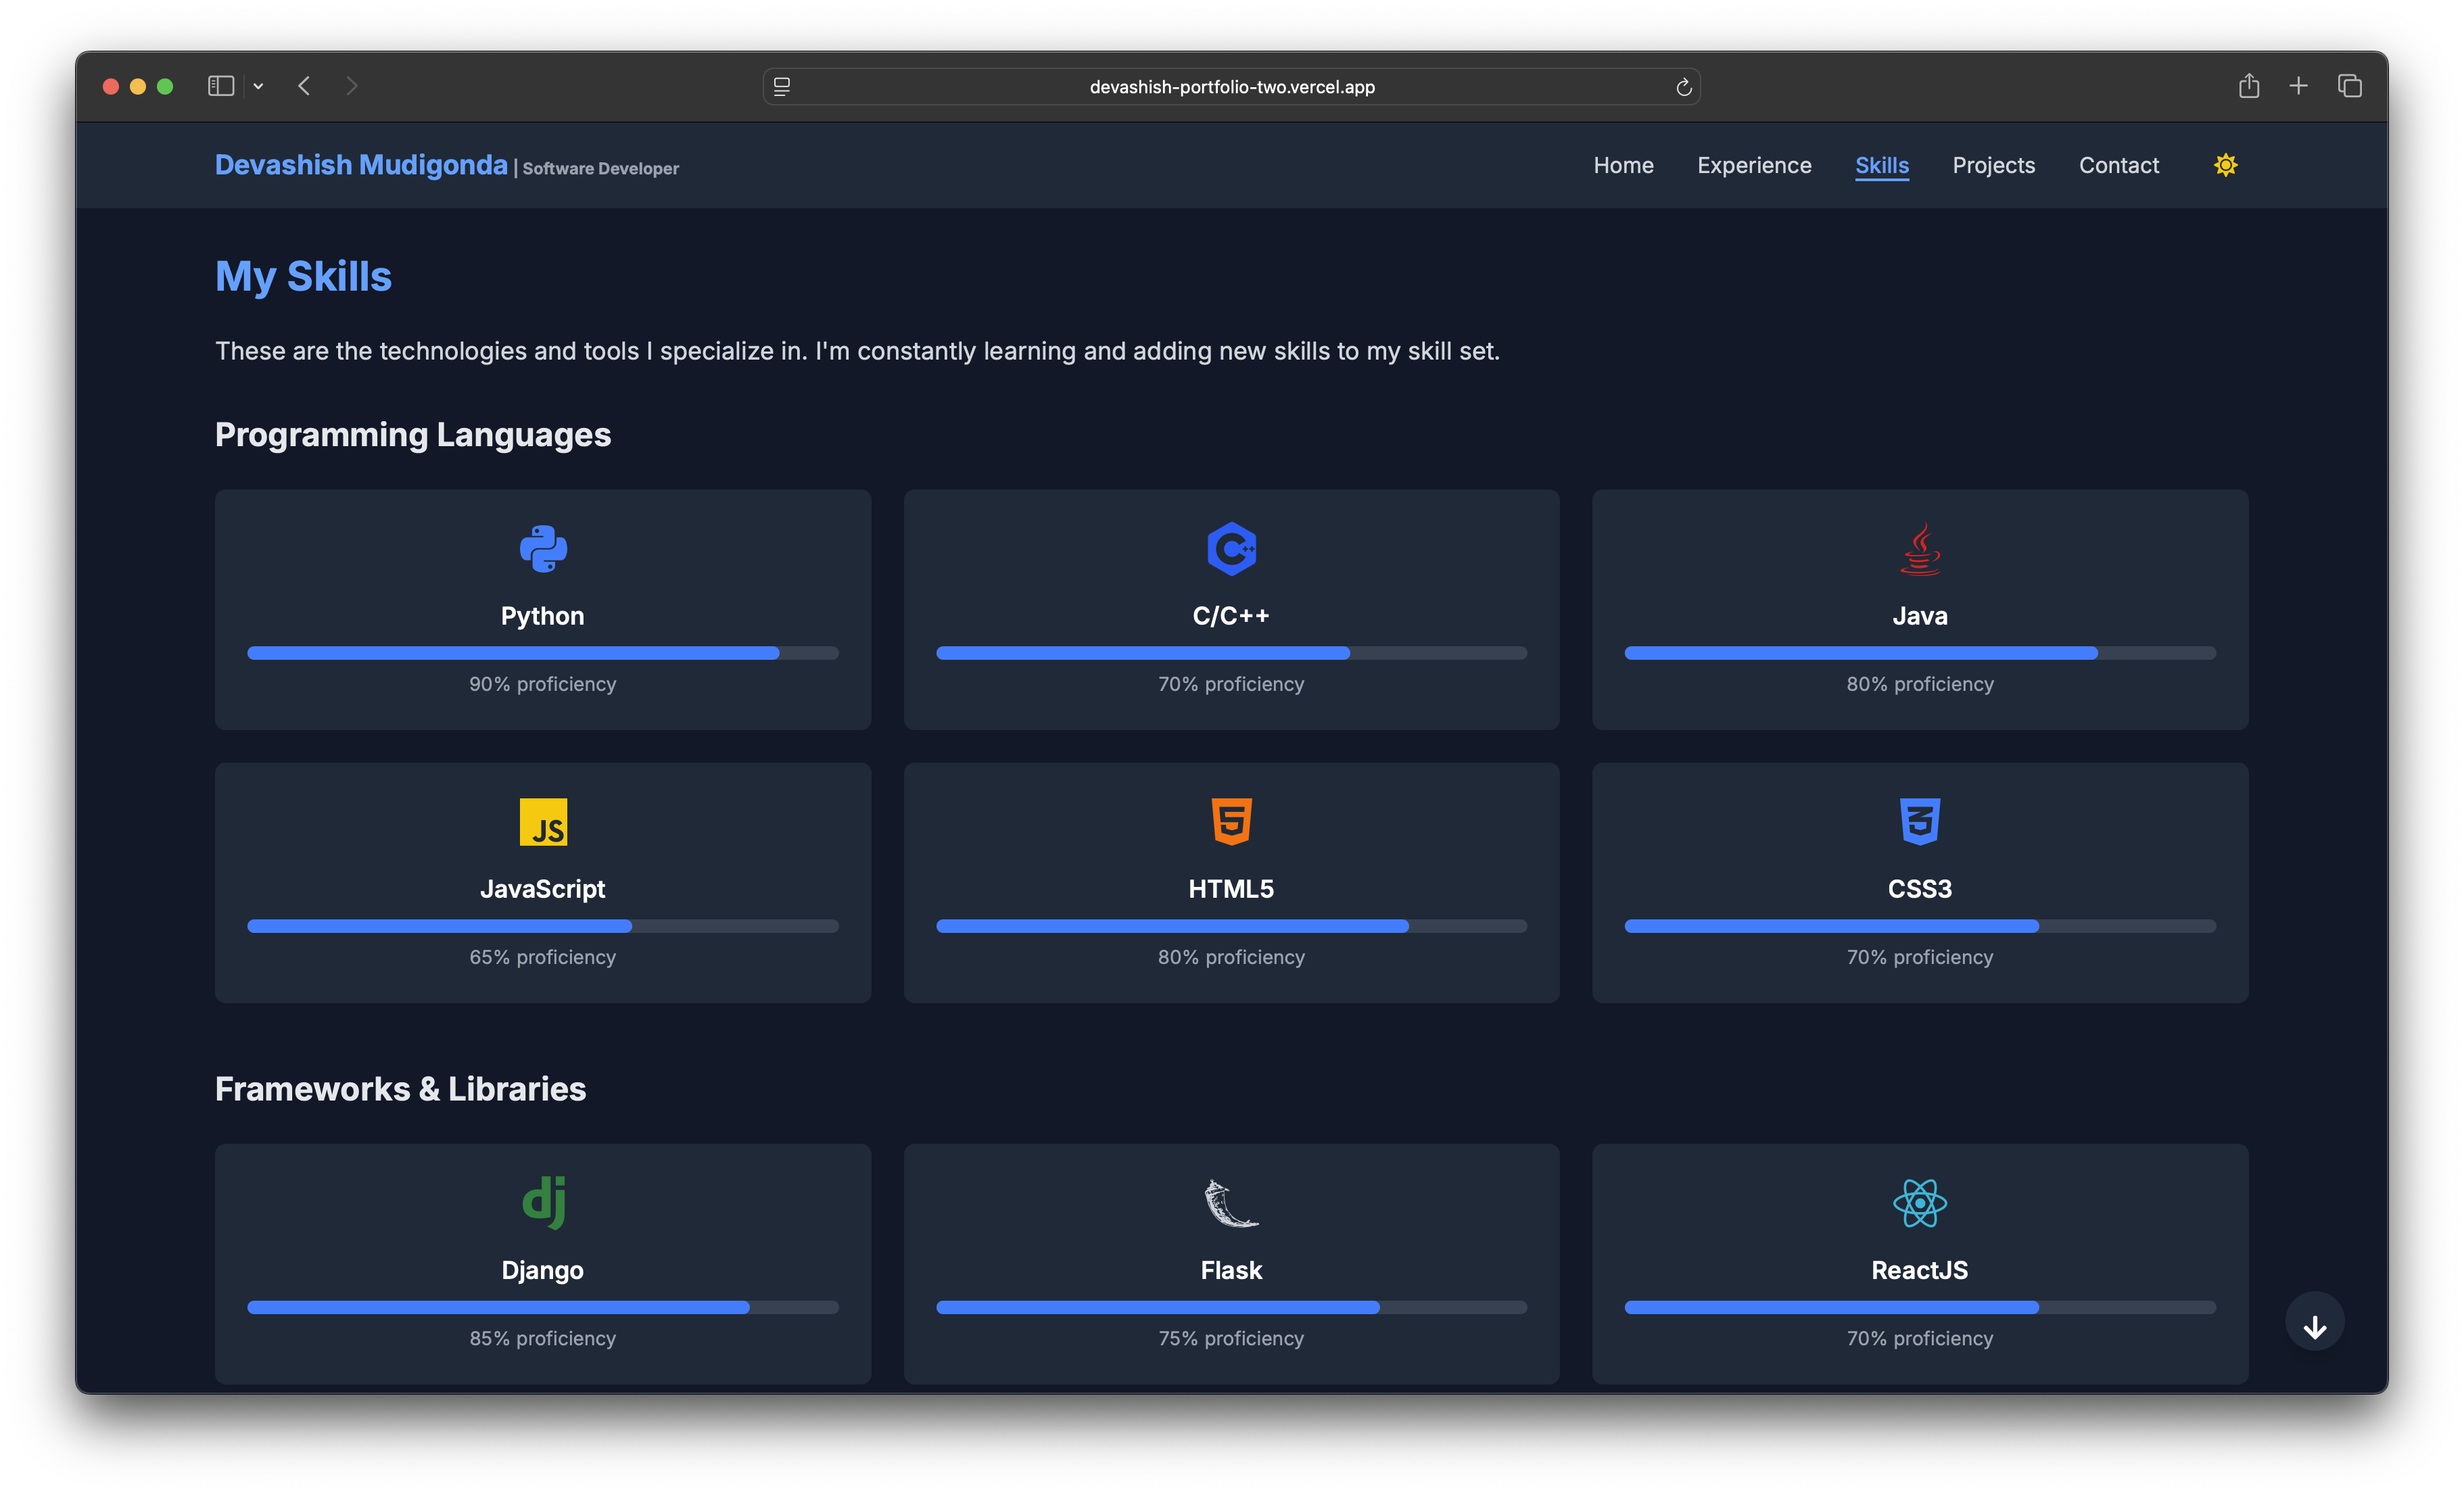 devashish-portfolio-two.vercel.app
Devashish Mudigonda | Software Developer
Home Experience Skills Projects Contact
My Skills
These are the technologies and tools I specialize in. I'm constantly learning and adding new skills to my skill set.
Programming Languages
Python
90% proficiency
C/C++
70% proficiency
Java
80% proficiency
JS
JavaScript
65% proficiency
HTML5
80% proficiency
CSS3
70% proficiency
Frameworks & Libraries
dj
Django
85% proficiency
Flask
75% proficiency
ReactJS
70% proficiency